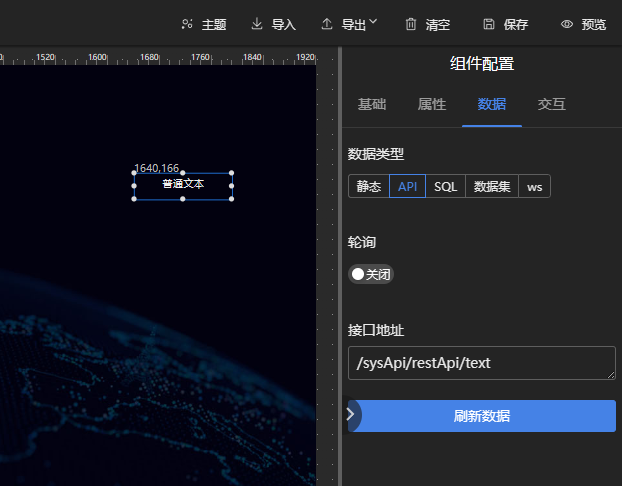 主题 导入 导出 清空 保存 预览
1520 1600 1680 1760 1840 1920
组件配置
基础 属性 数据 交互
数据类型
1640,166
普通文本
静态 API SQL 数据集 ws
轮询
关闭
接口地址
/sysApi/restApi/text
刷新数据